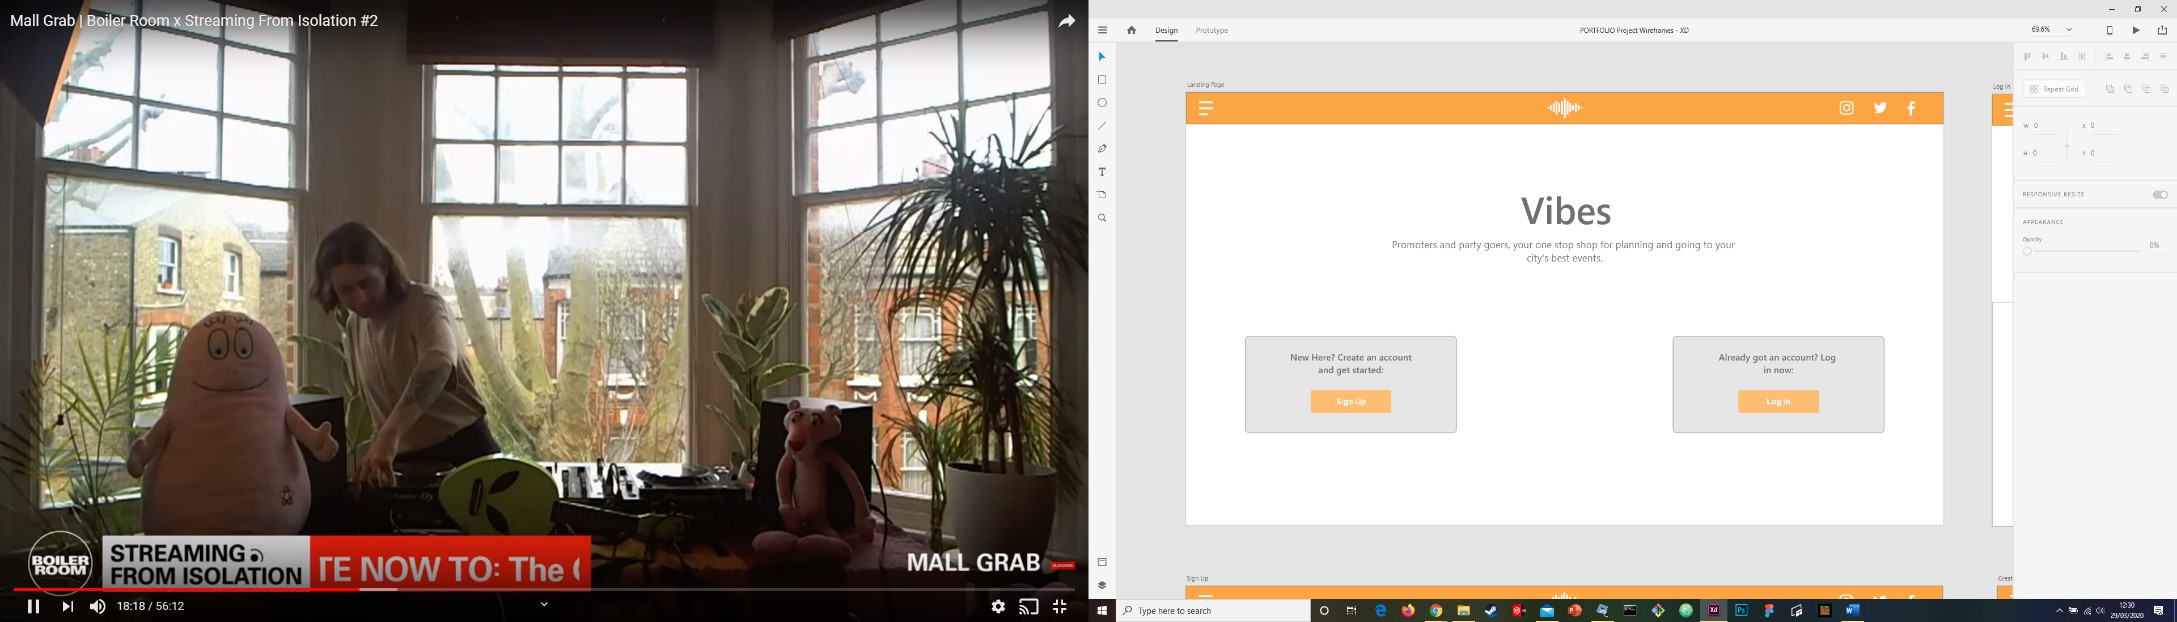 Mall Grab | Boiler Room x Streaming From Isolation #2
BOILER
ROOM
STREAMING
FROM ISOLATION
TE NOW TO: The
MALL GRAB
18:18 / 56:12
Design
Prototype
PORTFOLIO Project Wireframes - XD
69.6%
Landing Page
Log In
Vibes
Promoters and party goers, your one stop shop for planning and going to your
city's best events.
New Here? Create an account
and get started:
Sign Up
Already got an account? Log
in now:
Log In
Sign Up
Creat
Repeat Grid
W 0
X 0
H 0
Y 0
RESPONSIVE RESIZE
APPEARANCE
Opacity
0%
Type here to search
12:30
29/03/2020